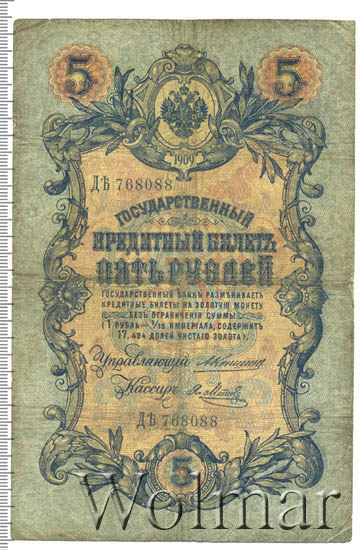 5 5
1909
ДѢ 768088
ГОСУДАРСТВЕННЫЙ
КРЕДИТНЫЙ БИЛЕТЪ
ПЯТЬ РУБЛЕЙ
ГОСУДАРСТВЕННЫЙ БАНКЪ РАЗМѢНИВАЕТЪ
КРЕДИТНЫЕ БИЛЕТЫ НА ЗОЛОТУЮ МОНЕТУ
БЕЗЪ ОГРАНИЧЕНІЯ СУММЫ
(1 РУБЛЬ = 1/15 ИМПЕРІАЛА, СОДЕРЖИТЪ
17,424 ДОЛЕЙ ЧИСТАГО ЗОЛОТА).
Управляющій
Кассиръ
ДѢ 768088
5
Wolmar